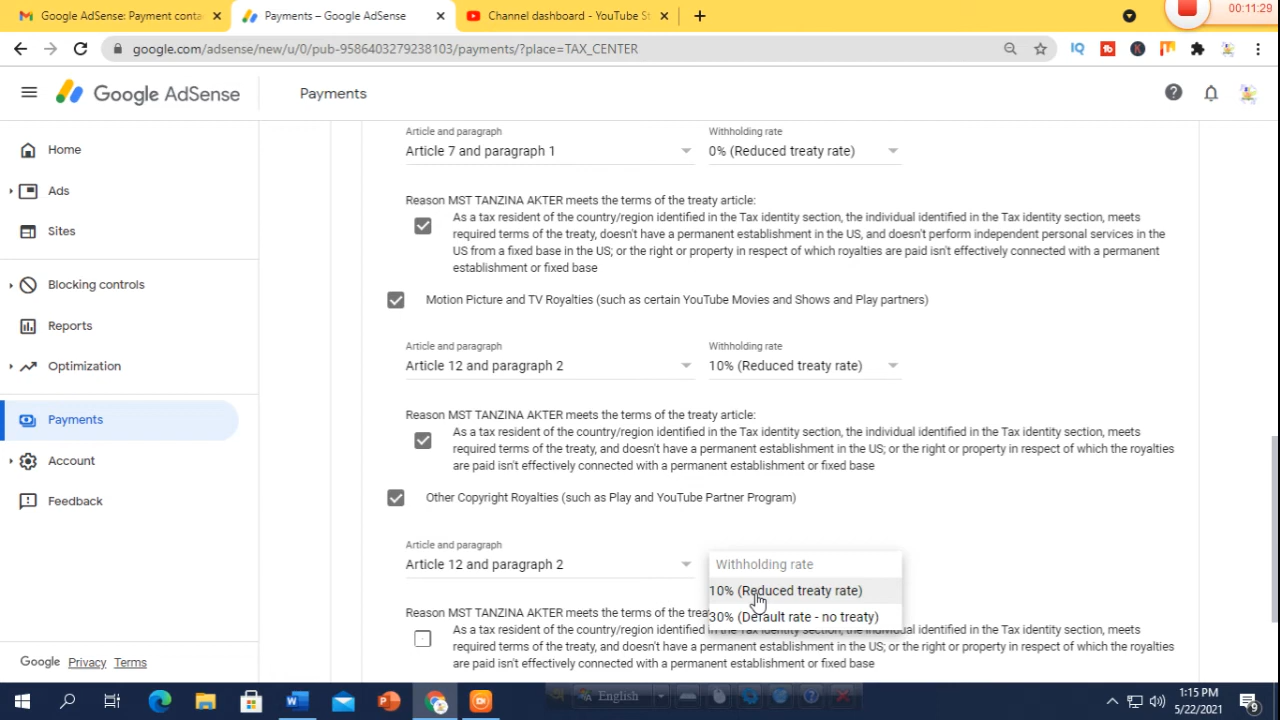 Google AdSense: Payment conta
Payments – Google AdSense
Channel dashboard - YouTube St
00:11:29
google.com/adsense/new/u/0/pub-9586403279238103/payments/?place=TAX_CENTER
IQ
Google AdSense
Payments
Home
Ads
Sites
Blocking controls
Reports
Optimization
Payments
Account
Feedback
Google Privacy Terms
Article and paragraph
Withholding rate
Article 7 and paragraph 1
0% (Reduced treaty rate)
Reason MST TANZINA AKTER meets the terms of the treaty article:
As a tax resident of the country/region identified in the Tax identity section, the individual identified in the Tax identity section, meets
required terms of the treaty, doesn't have a permanent establishment in the US, and doesn't perform independent personal services in the
US from a fixed base in the US; or the right or property in respect of which royalties are paid isn't effectively connected with a permanent
establishment or fixed base
Motion Picture and TV Royalties (such as certain YouTube Movies and Shows and Play partners)
Article and paragraph
Withholding rate
Article 12 and paragraph 2
10% (Reduced treaty rate)
Reason MST TANZINA AKTER meets the terms of the treaty article:
As a tax resident of the country/region identified in the Tax identity section, the individual identified in the Tax identity section, meets
required terms of the treaty, and doesn't have a permanent establishment in the US; or the right or property in respect of which the royalties
are paid isn't effectively connected with a permanent establishment or fixed base
Other Copyright Royalties (such as Play and YouTube Partner Program)
Article and paragraph
Article 12 and paragraph 2
Withholding rate
10% (Reduced treaty rate)
30% (Default rate - no treaty)
Reason MST TANZINA AKTER meets the terms of the trea
As a tax resident of the country/region identified in the Tax identity section, the individual identified in the Tax identity section, meets
required terms of the treaty, and doesn't have a permanent establishment in the US; or the right or property in respect of which the royalties
are paid isn't effectively connected with a permanent establishment or fixed base
English
1:15 PM
5/22/2021
9